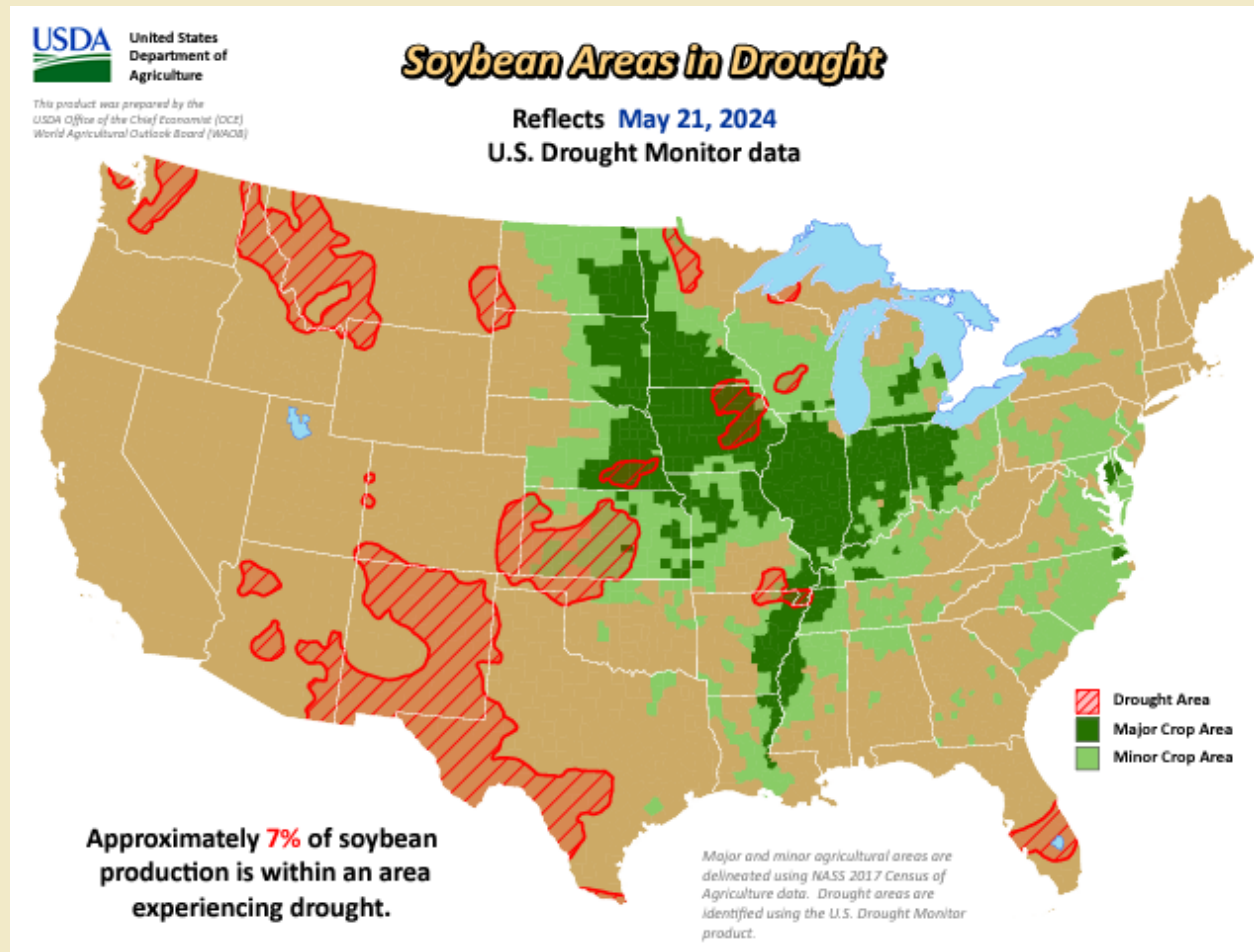 USDA
United States
Department of
Agriculture
This product was prepared by the
USDA Office of the Chief Economist (OCE)
World Agricultural Outlook Board (WAOB)
Soybean Areas in Drought
Reflects May 21, 2024
U.S. Drought Monitor data
Drought Area
Major Crop Area
Minor Crop Area
Approximately 7% of soybean
production is within an area
experiencing drought.
Major and minor agricultural areas are
delineated using NASS 2017 Census of
Agriculture data. Drought areas are
identified using the U.S. Drought Monitor
product.